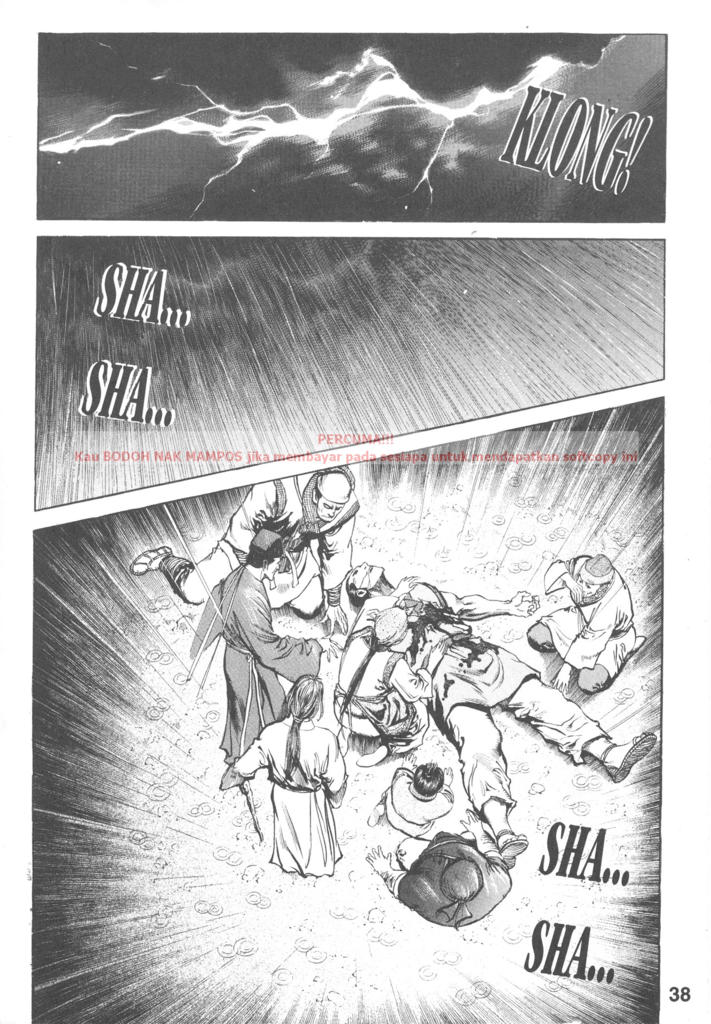 KLONG!
SHA...
SHA...
PERCUMA!!!
Kau BODOH NAK MAMPOS jika membayar pada sesiapa untuk mendapatkan softcopy ini
SHA...
SHA...
38